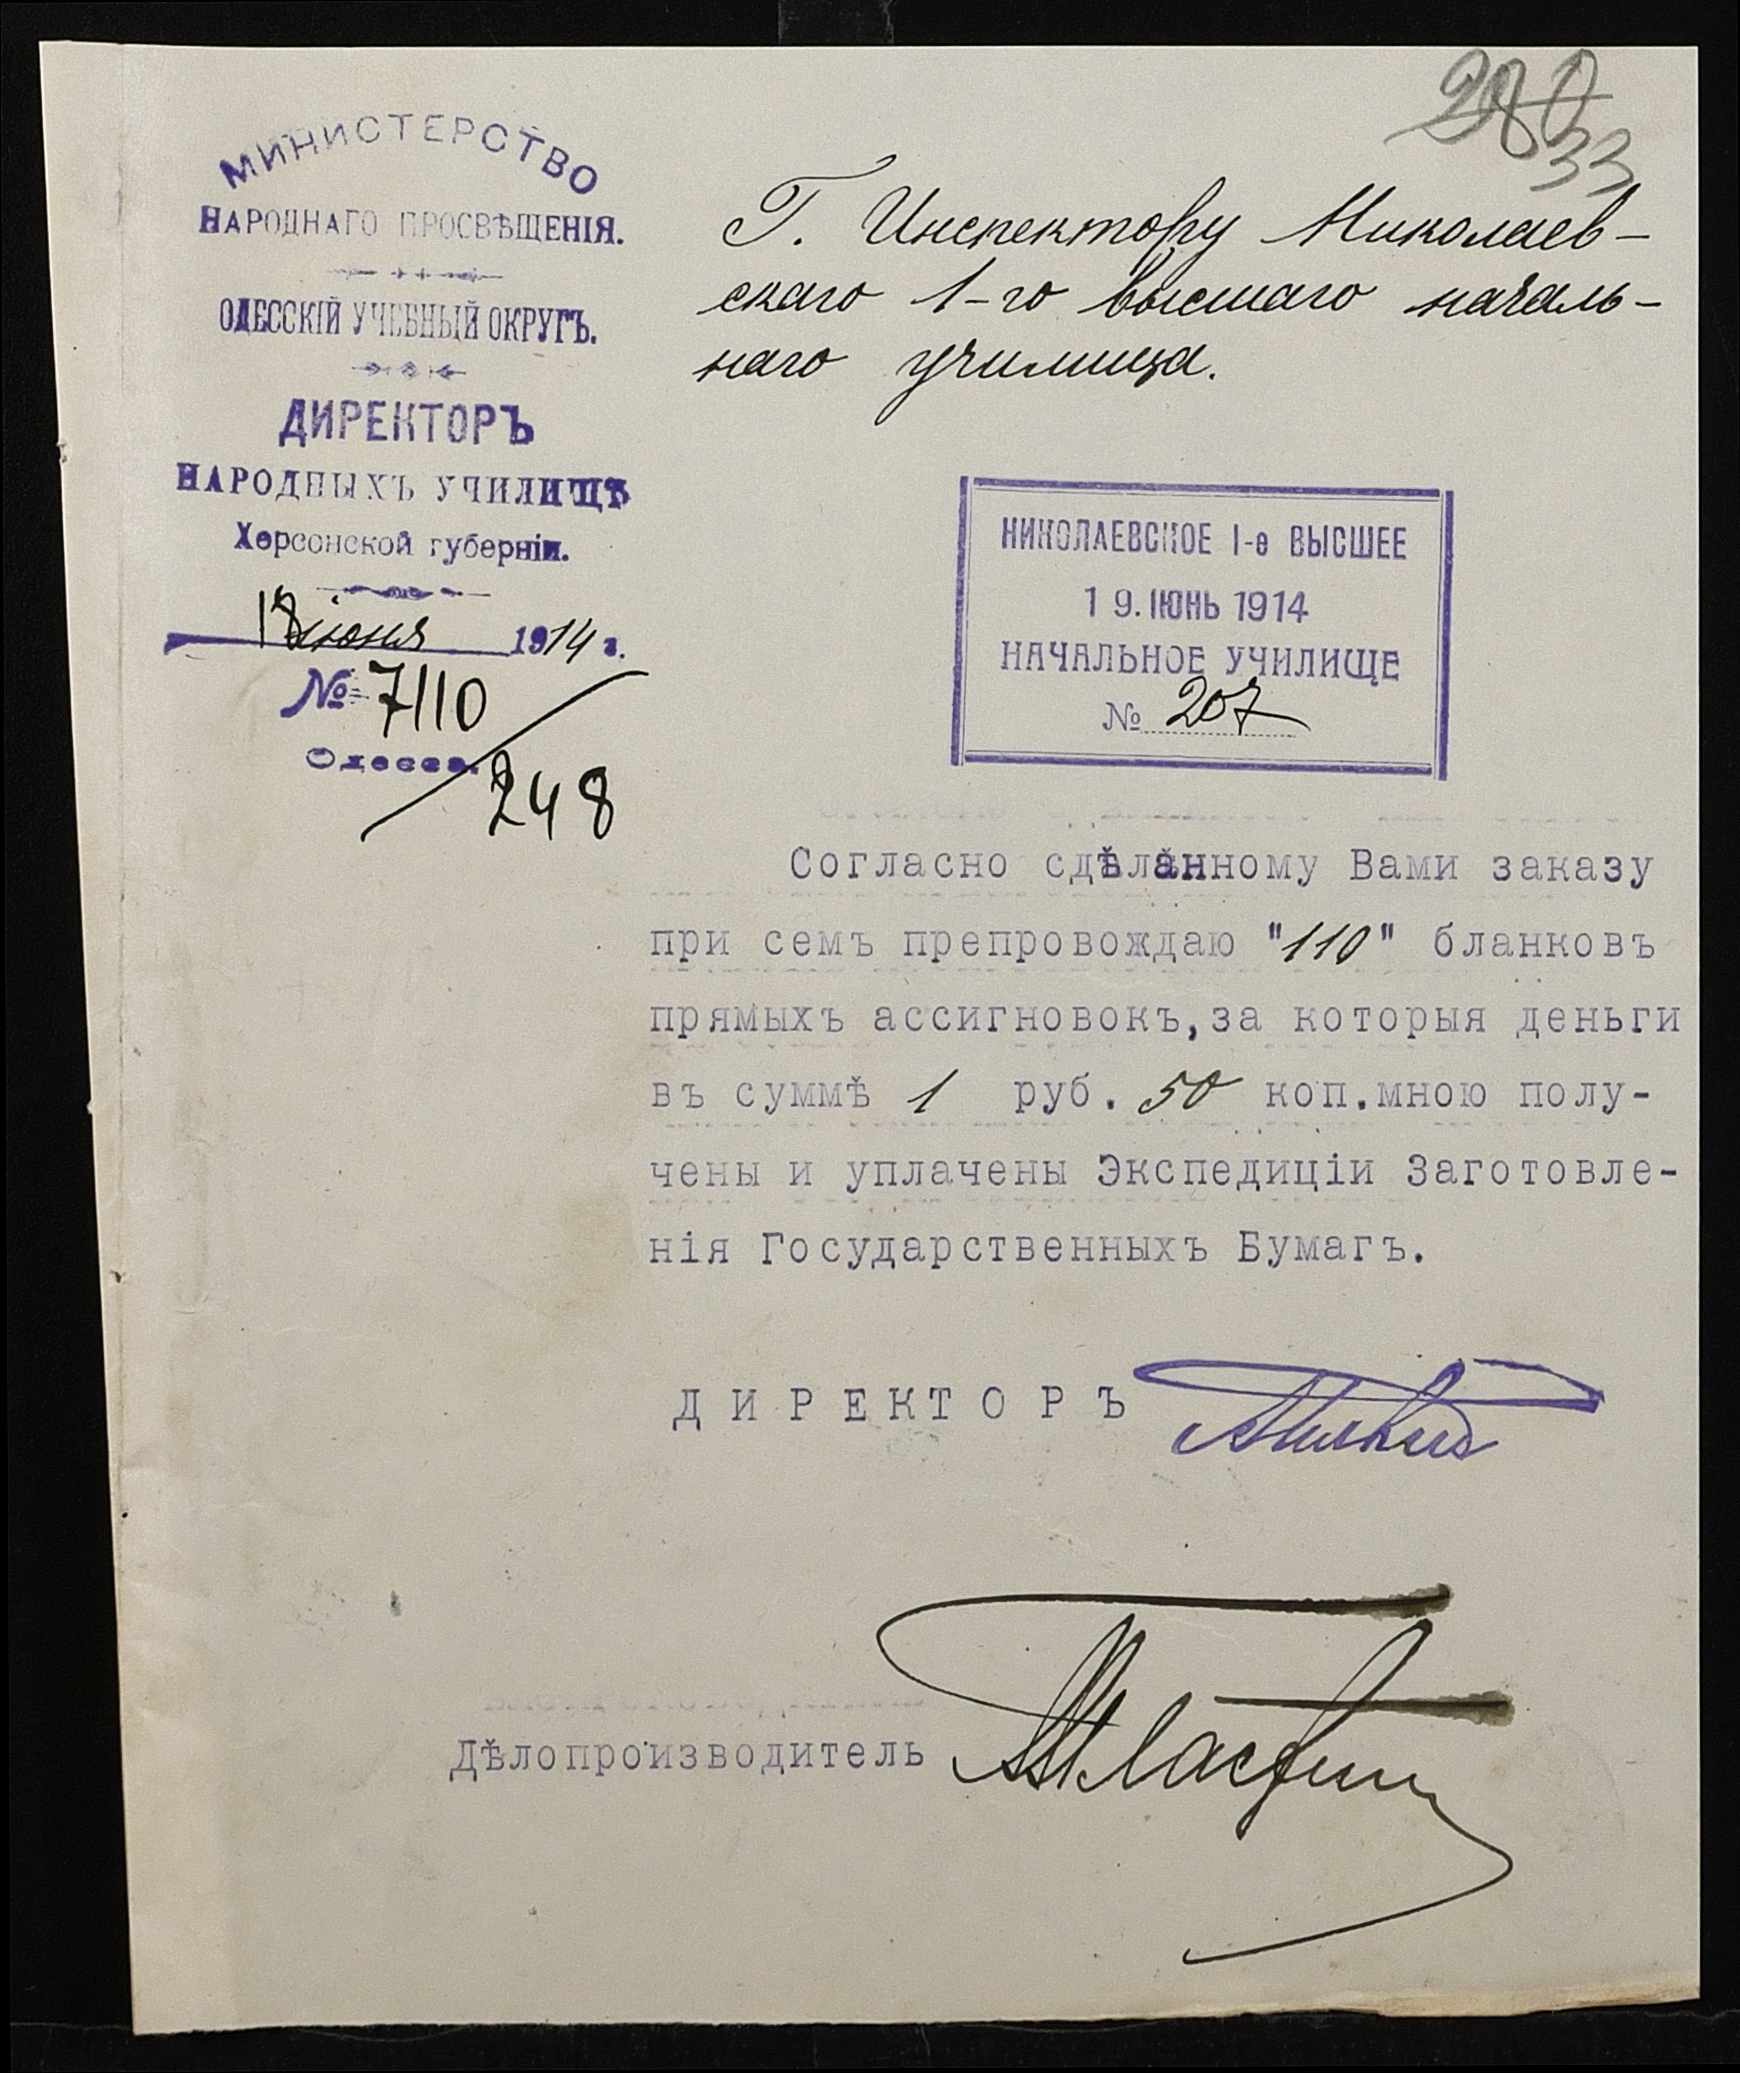 280
33
МИНИСТЕРСТВО
НАРОДНАГО ПРОСВѢЩЕНІЯ.
ОДЕССКІЙ УЧЕБНЫЙ ОКРУГЪ.
ДИРЕКТОРЪ
НАРОДНЫХЪ УЧИЛИЩЪ
Херсонской губерніи.
18 іюня 1914 г.
№ 7110
Одесса.
248
Г. Инспектору Николаев-
скаго 1-го высшаго началь-
наго училища.
НИКОЛАЕВСКОЕ I-е ВЫСШЕЕ
19. ІЮНЬ 1914
НАЧАЛЬНОЕ УЧИЛИЩЕ
№ 207
Согласно сдѣланному Вами заказу
при семъ препровождаю "110" бланковъ
прямыхъ ассигновокъ, за которыя деньги
въ суммѣ 1 руб. 50 коп. мною полу-
чены и уплачены Экспедиціи Заготовле-
нія Государственныхъ Бумагъ.
ДИРЕКТОРЪ
Дѣлопроизводитель